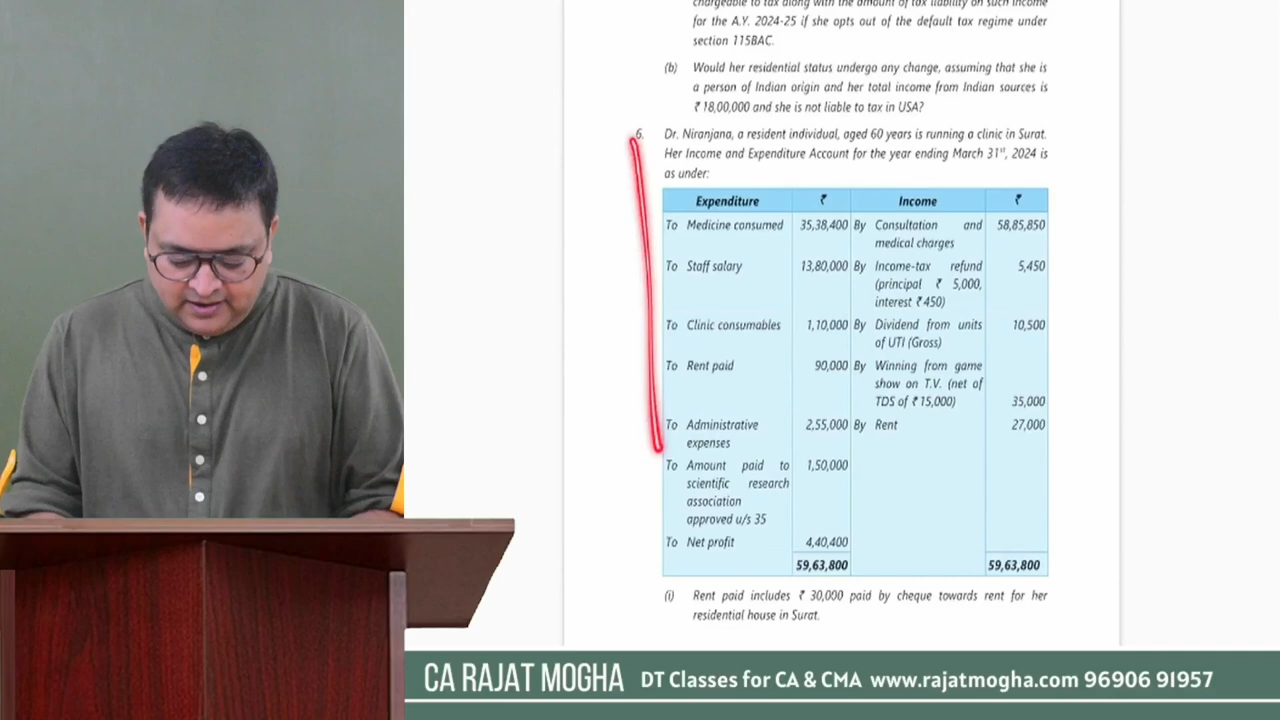 chargeable to tax along with the amount of tax liability on such income
for the A.Y. 2024-25 if she opts out of the default tax regime under
section 115BAC.
(b) Would her residential status undergo any change, assuming that she is
a person of Indian origin and her total income from Indian sources is
₹ 18,00,000 and she is not liable to tax in USA?
6. Dr. Niranjana, a resident individual, aged 60 years is running a clinic in Surat.
Her Income and Expenditure Account for the year ending March 31st, 2024 is
as under:
Expenditure ₹ Income ₹
To Medicine consumed 35,38,400 By Consultation and 58,85,850
medical charges
To Staff salary 13,80,000 By Income-tax refund 5,450
(principal ₹ 5,000,
interest ₹ 450)
To Clinic consumables 1,10,000 By Dividend from units 10,500
of UTI (Gross)
To Rent paid 90,000 By Winning from game
show on T.V. (net of
TDS of ₹ 15,000) 35,000
To Administrative 2,55,000 By Rent 27,000
expenses
To Amount paid to 1,50,000
scientific research
association
approved u/s 35
To Net profit 4,40,400
59,63,800 59,63,800
(i) Rent paid includes ₹ 30,000 paid by cheque towards rent for her
residential house in Surat.
CA RAJAT MOGHA DT Classes for CA & CMA www.rajatmogha.com 96906 91957